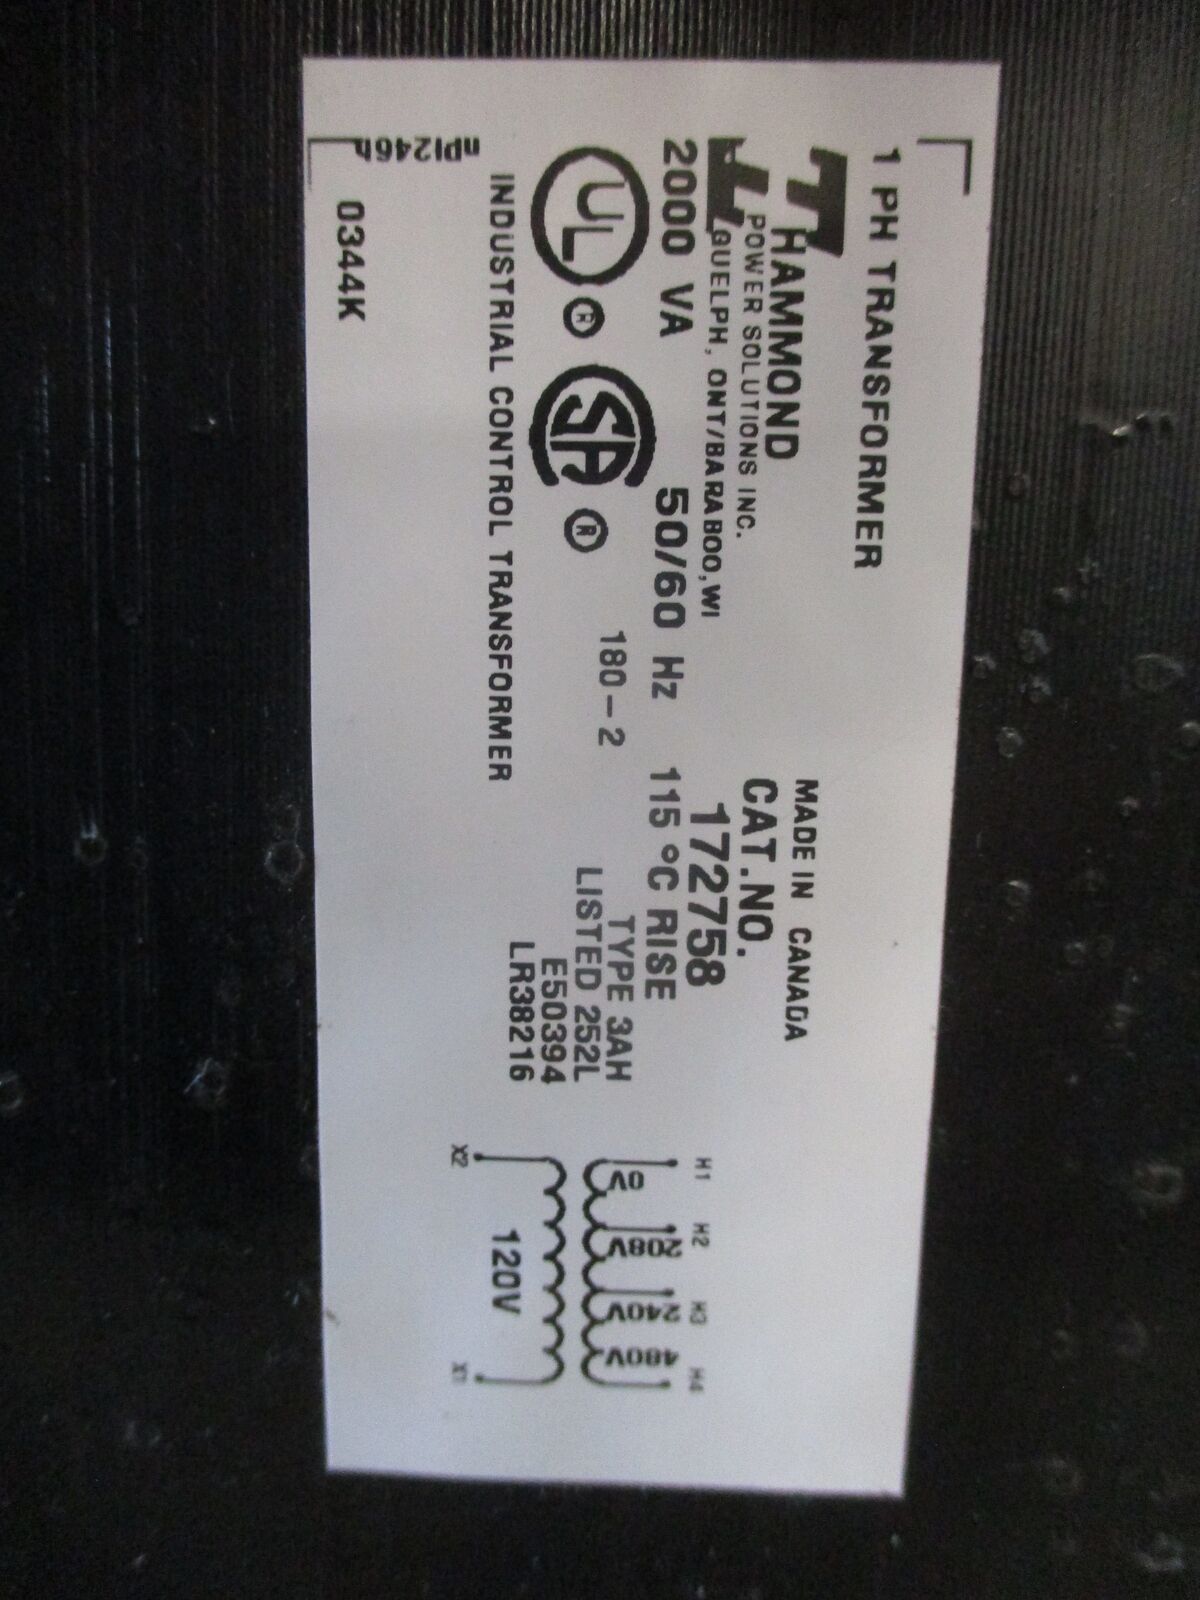 1 PH TRANSFORMER
HAMMOND
POWER SOLUTIONS INC.
GUELPH, ONT/BARABOO, WI
MADE IN CANADA
CAT.NO.
172758
2000 VA 50/60 Hz 115 °C RISE
UL ® SA ® 180-2
TYPE 3AH
LISTED 252L
E50394
LR38216
INDUSTRIAL CONTROL TRANSFORMER
0344K
H1 H2 H3 H4
0V 208V 240V 480V
120V
X2 X1